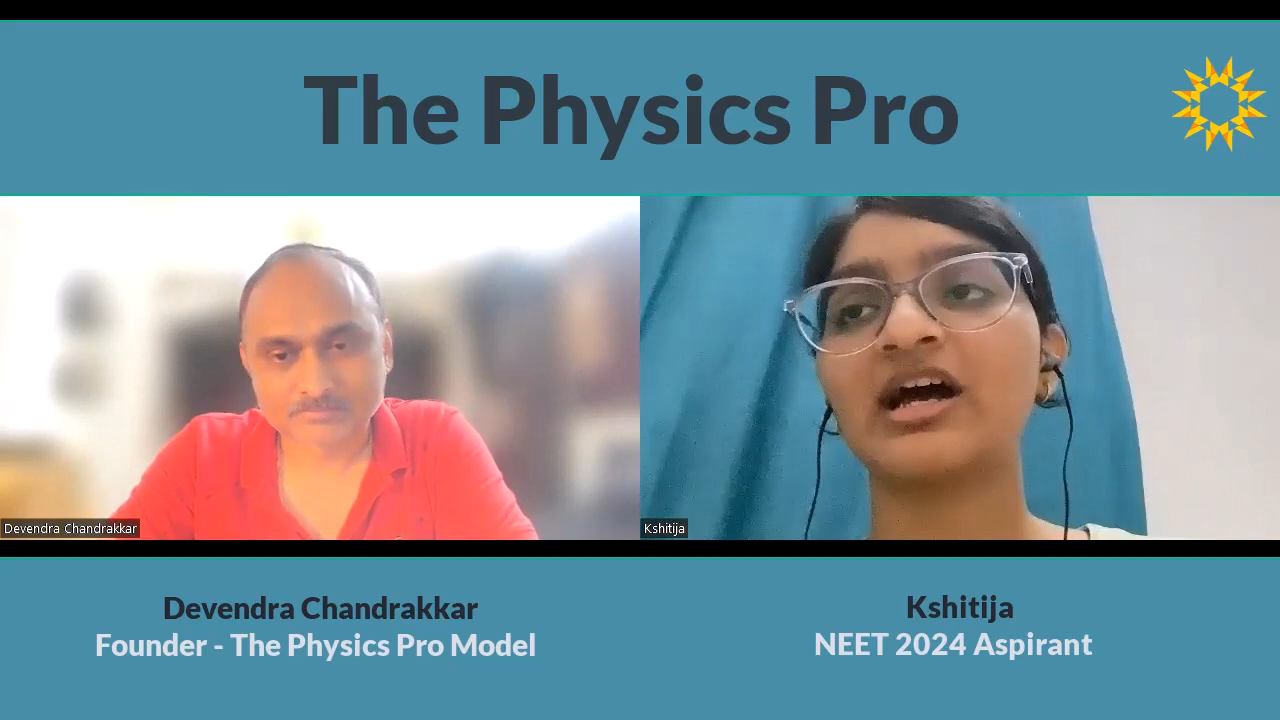 The Physics Pro
Devendra Chandrakkar
Kshitija
Devendra Chandrakkar
Kshitija
Founder - The Physics Pro Model
NEET 2024 Aspirant